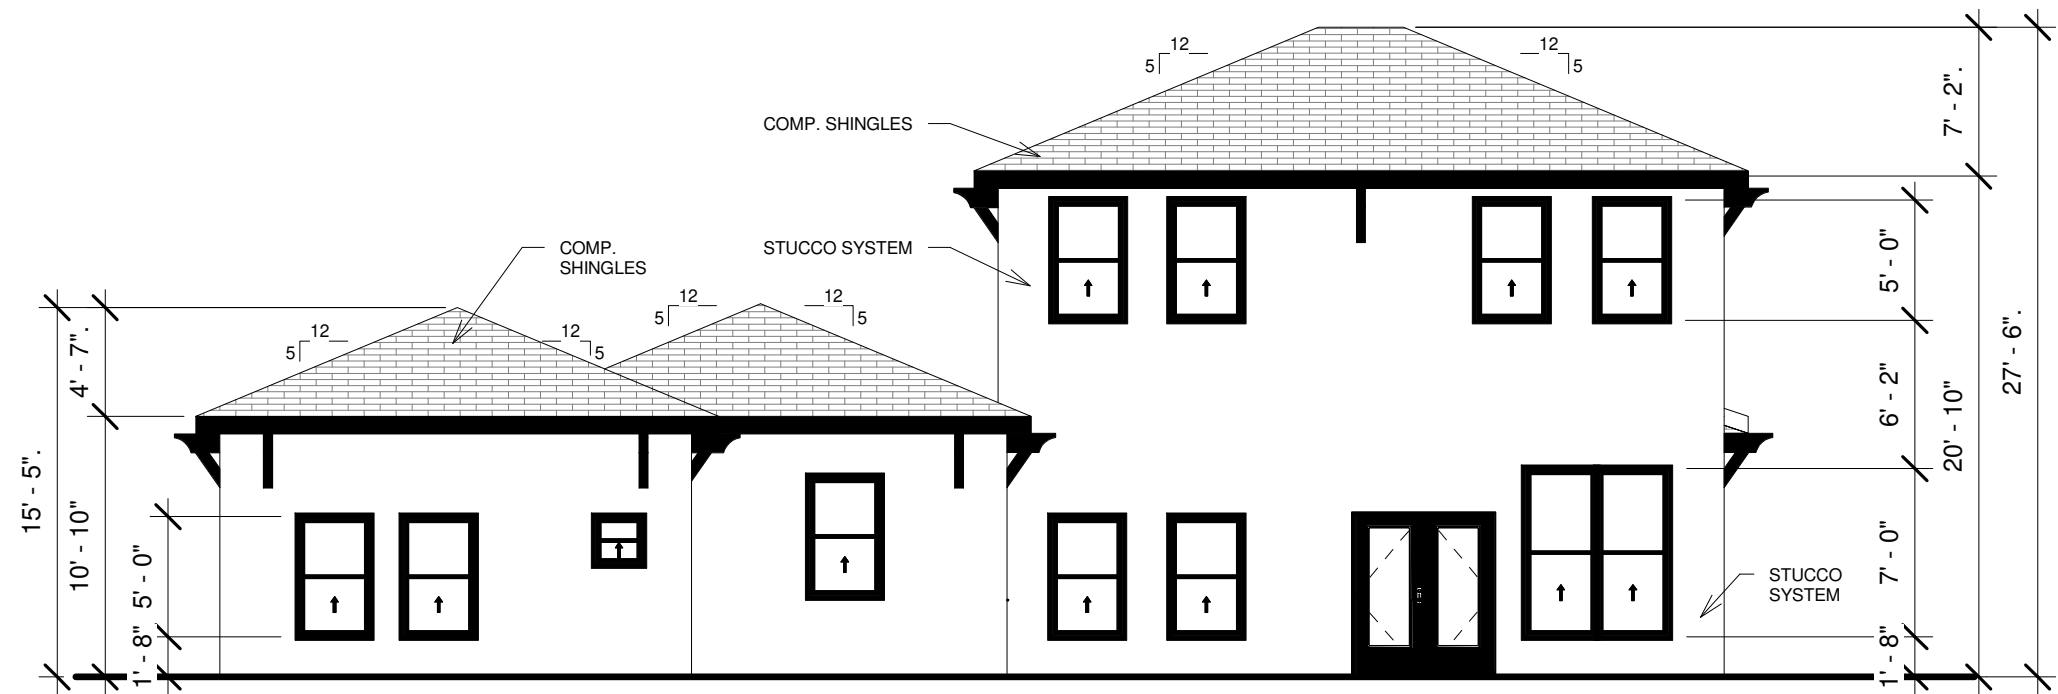 12
5
12
5
7' - 2".
COMP. SHINGLES
COMP.
SHINGLES
STUCCO SYSTEM
5' - 0"
12
5
12
5
12
5
12
5
27' - 6".
4' - 7".
6' - 2"
20' - 10"
15' - 5".
10' - 10"
5' - 0"
7' - 0"
STUCCO
SYSTEM
1' - 8"
1' - 8"